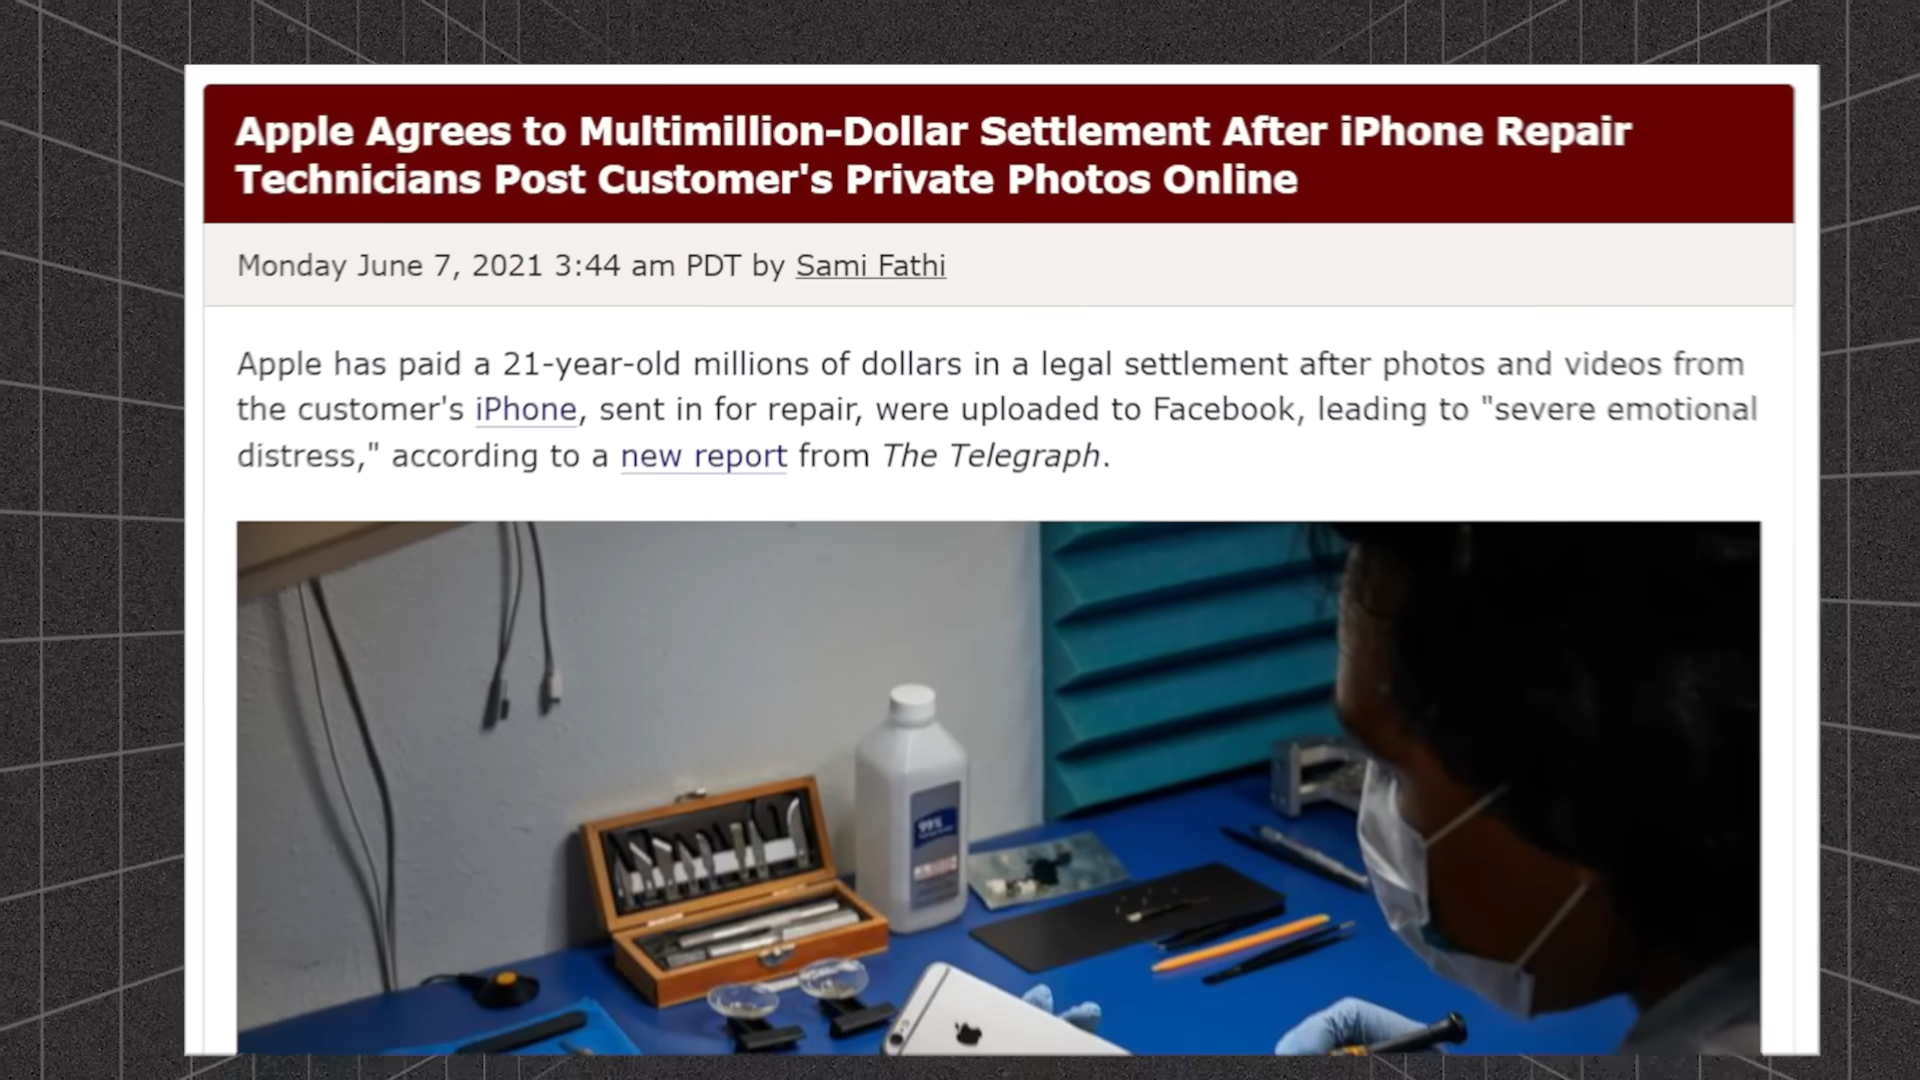 Apple Agrees to Multimillion-Dollar Settlement After iPhone Repair
Technicians Post Customer's Private Photos Online
Monday June 7, 2021 3:44 am PDT by Sami Fathi
Apple has paid a 21-year-old millions of dollars in a legal settlement after photos and videos from
the customer's iPhone, sent in for repair, were uploaded to Facebook, leading to "severe emotional
distress," according to a new report from The Telegraph.
99%